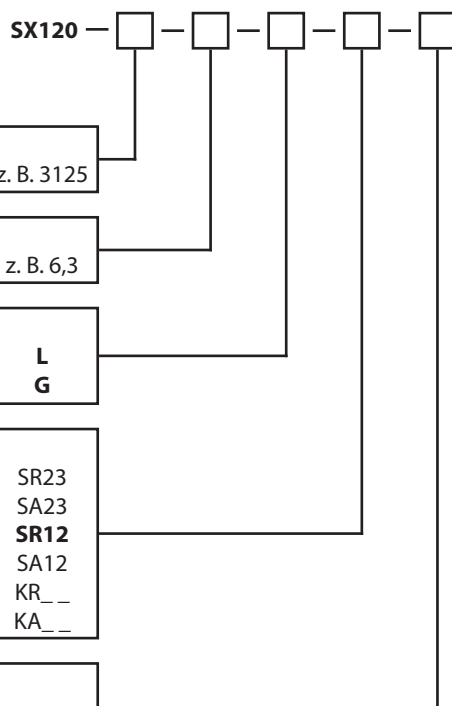 SX120 — — — — —
z. B. 3125
z. B. 6,3
L
G
SR23
SA23
SR12
SA12
KR_ _
KA_ _